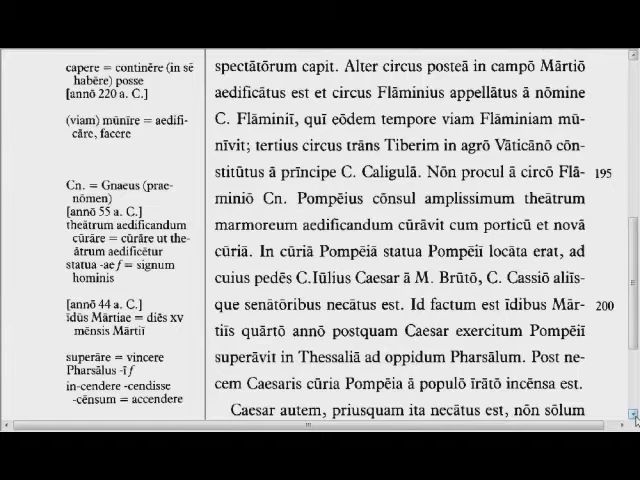 capere = continēre (in sē
habēre) posse
[annō 220 a. C.]
(viam) mūnīre = aedifi-
cāre, facere
Cn. = Gnaeus (prae-
nōmen)
[annō 55 a. C.]
theātrum aedificandum
cūrāre = cūrāre ut the-
ātrum aedificētur
statua -ae f = signum
hominis
[annō 44 a. C.]
īdūs Mārtiae = diēs XV
mēnsis Mārtiī
superāre = vincere
Pharsālus -ī f
in-cendere -cendisse
-cēnsum = accendere
spectātōrum capit. Alter circus posteā in campō Mārtiō
aedificātus est et circus Flāminius appellātus ā nōmine
C. Flāminiī, quī eōdem tempore viam Flāminiam mū-
nīvit; tertius circus trāns Tiberim in agrō Vāticānō cōn-
stitūtus ā prīncipe C. Caligulā. Nōn procul ā circō Flā-
195
miniō Cn. Pompēius cōnsul amplissimum theātrum
marmoreum aedificandum cūrāvit cum porticū et novā
cūriā. In cūriā Pompēiā statua Pompēiī locāta erat, ad
cuius pedēs C.Iūlius Caesar ā M. Brūtō, C. Cassiō aliīs-
que senātōribus necātus est. Id factum est īdibus Mār-
200
tiīs quārtō annō postquam Caesar exercitum Pompēiī
superāvit in Thessaliā ad oppidum Pharsālum. Post ne-
cem Caesaris cūria Pompēia ā populō īrātō incēnsa est.
Caesar autem, priusquam ita necātus est, nōn sōlum